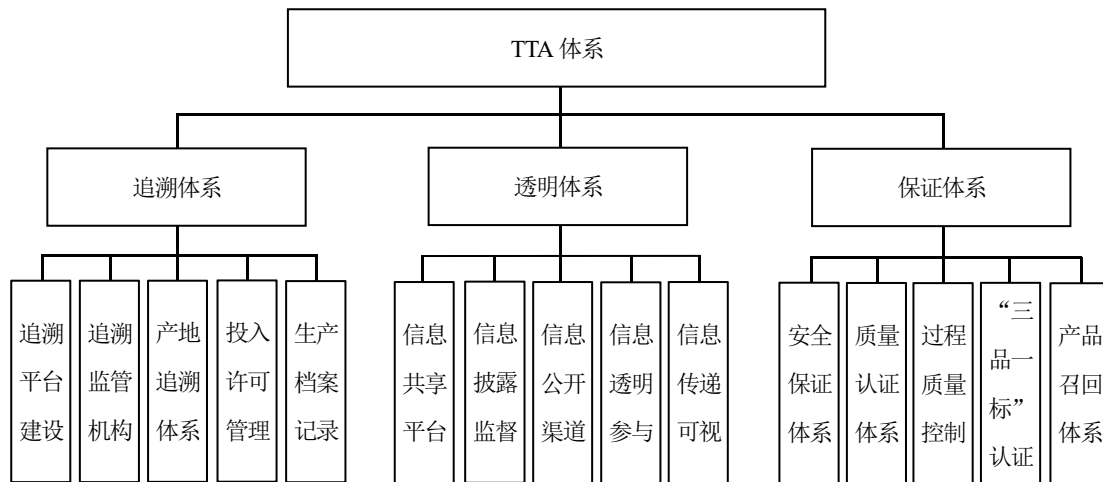 TTA 体系
追溯体系
透明体系
保证体系
追溯
平台
建设
追溯
监管
机构
产地
追溯
体系
投入
许可
管理
生产
档案
记录
信息
共享
平台
信息
披露
监督
信息
公开
渠道
信息
透明
参与
信息
传递
可视
安全
保证
体系
质量
认证
体系
过程
质量
控制
“三
品一
标”
认证
产品
召回
体系